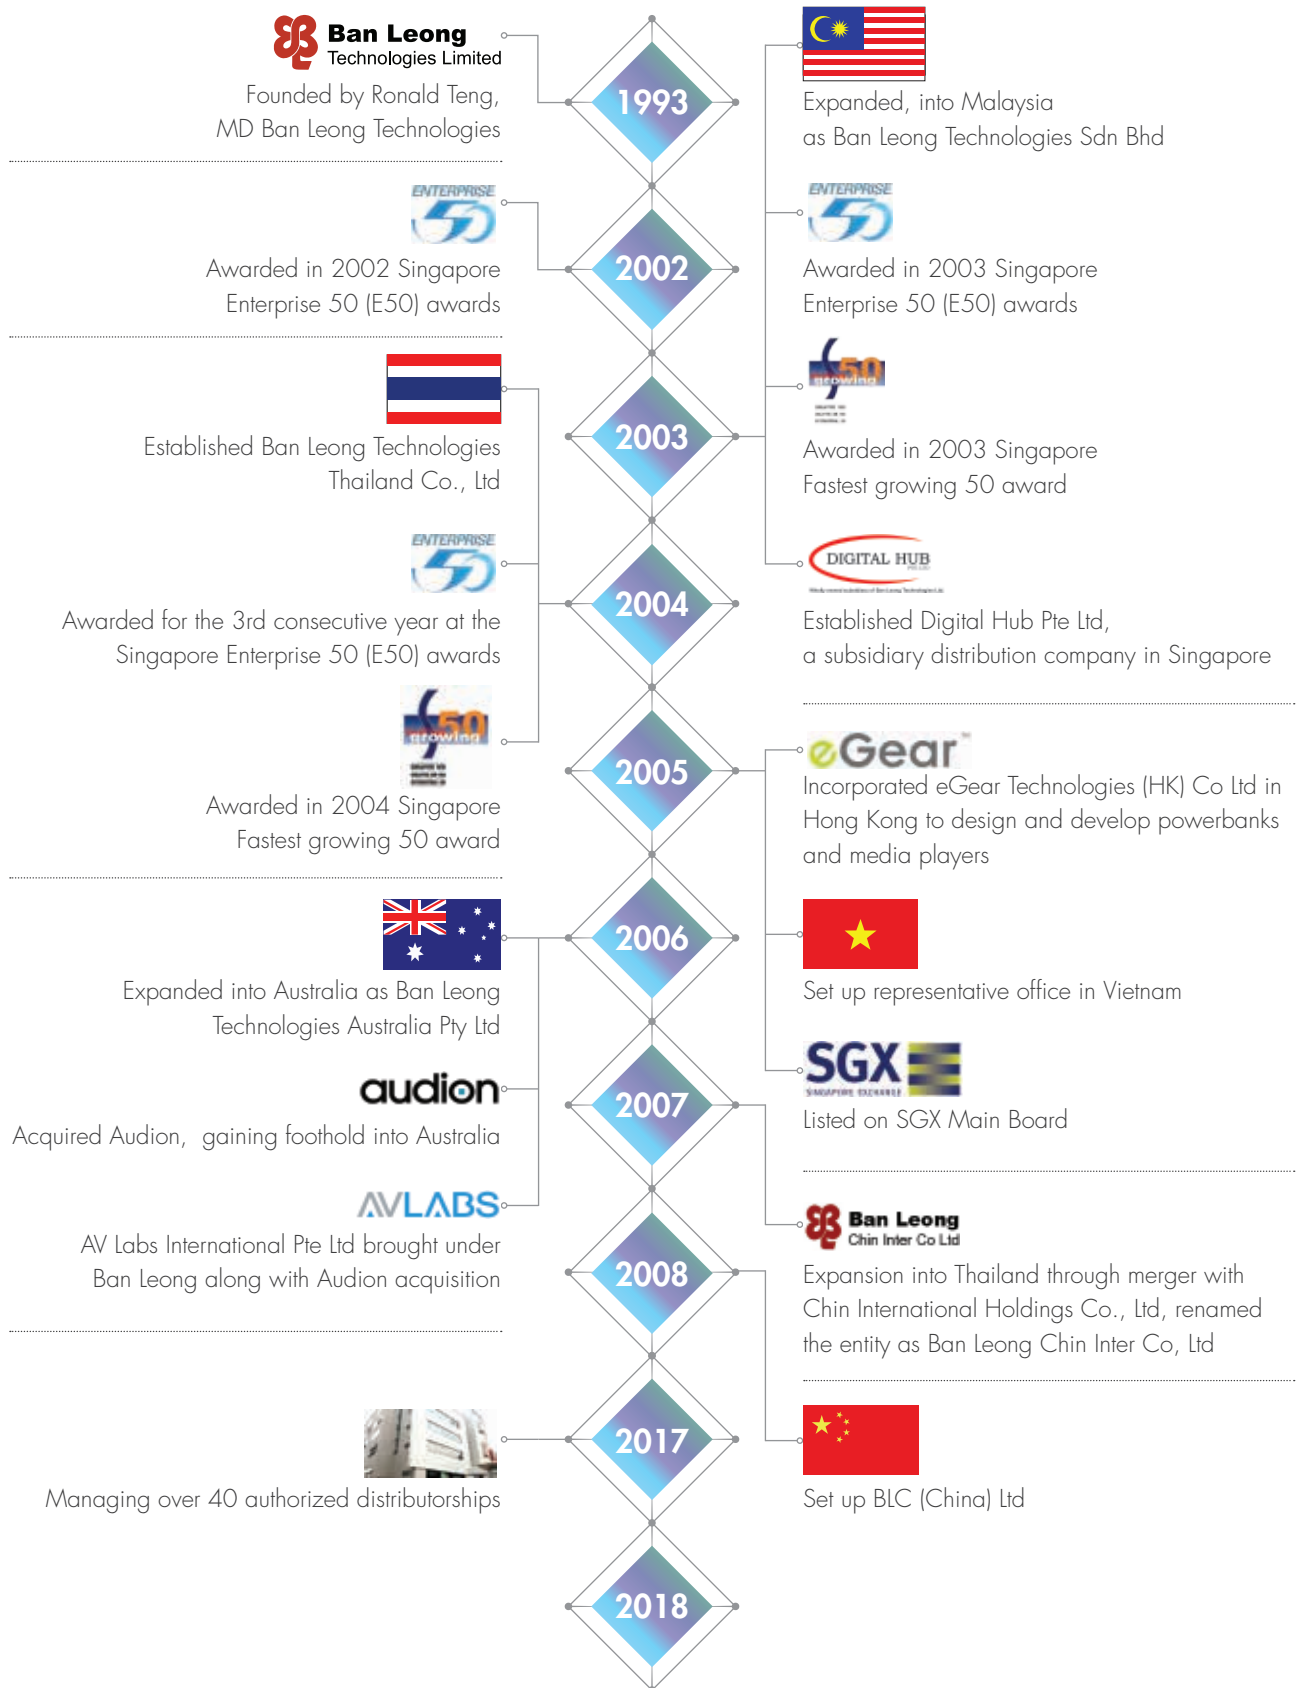 Ban Leong
Technologies Limited
Founded by Ronald Teng,
MD Ban Leong Technologies
1993
2002
ENTERPRISE
50
Awarded in 2002 Singapore
Enterprise 50 (E50) awards
Expanded, into Malaysia
as Ban Leong Technologies Sdn Bhd
ENTERPRISE
50
Awarded in 2003 Singapore
Enterprise 50 (E50) awards
50
growing
Awarded in 2003 Singapore
Fastest growing 50 award
DIGITAL HUB
Established Digital Hub Pte Ltd,
a subsidiary distribution company in Singapore
2003
Established Ban Leong Technologies
Thailand Co., Ltd
ENTERPRISE
50
Awarded for the 3rd consecutive year at the
Singapore Enterprise 50 (E50) awards
50
growing
Awarded in 2004 Singapore
Fastest growing 50 award
2004
2005
eGear
Incorporated eGear Technologies (HK) Co Ltd in
Hong Kong to design and develop powerbanks
and media players
Set up representative office in Vietnam
SGX
SINGAPORE EXCHANGE
Listed on SGX Main Board
2006
Expanded into Australia as Ban Leong
Technologies Australia Pty Ltd
audion
Acquired Audion, gaining foothold into Australia
AVLABS
AV Labs International Pte Ltd brought under
Ban Leong along with Audion acquisition
2007
Ban Leong
Chin Inter Co Ltd
Expansion into Thailand through merger with
Chin International Holdings Co., Ltd, renamed
the entity as Ban Leong Chin Inter Co, Ltd
2008
Set up BLC (China) Ltd
2017
Managing over 40 authorized distributorships
2018